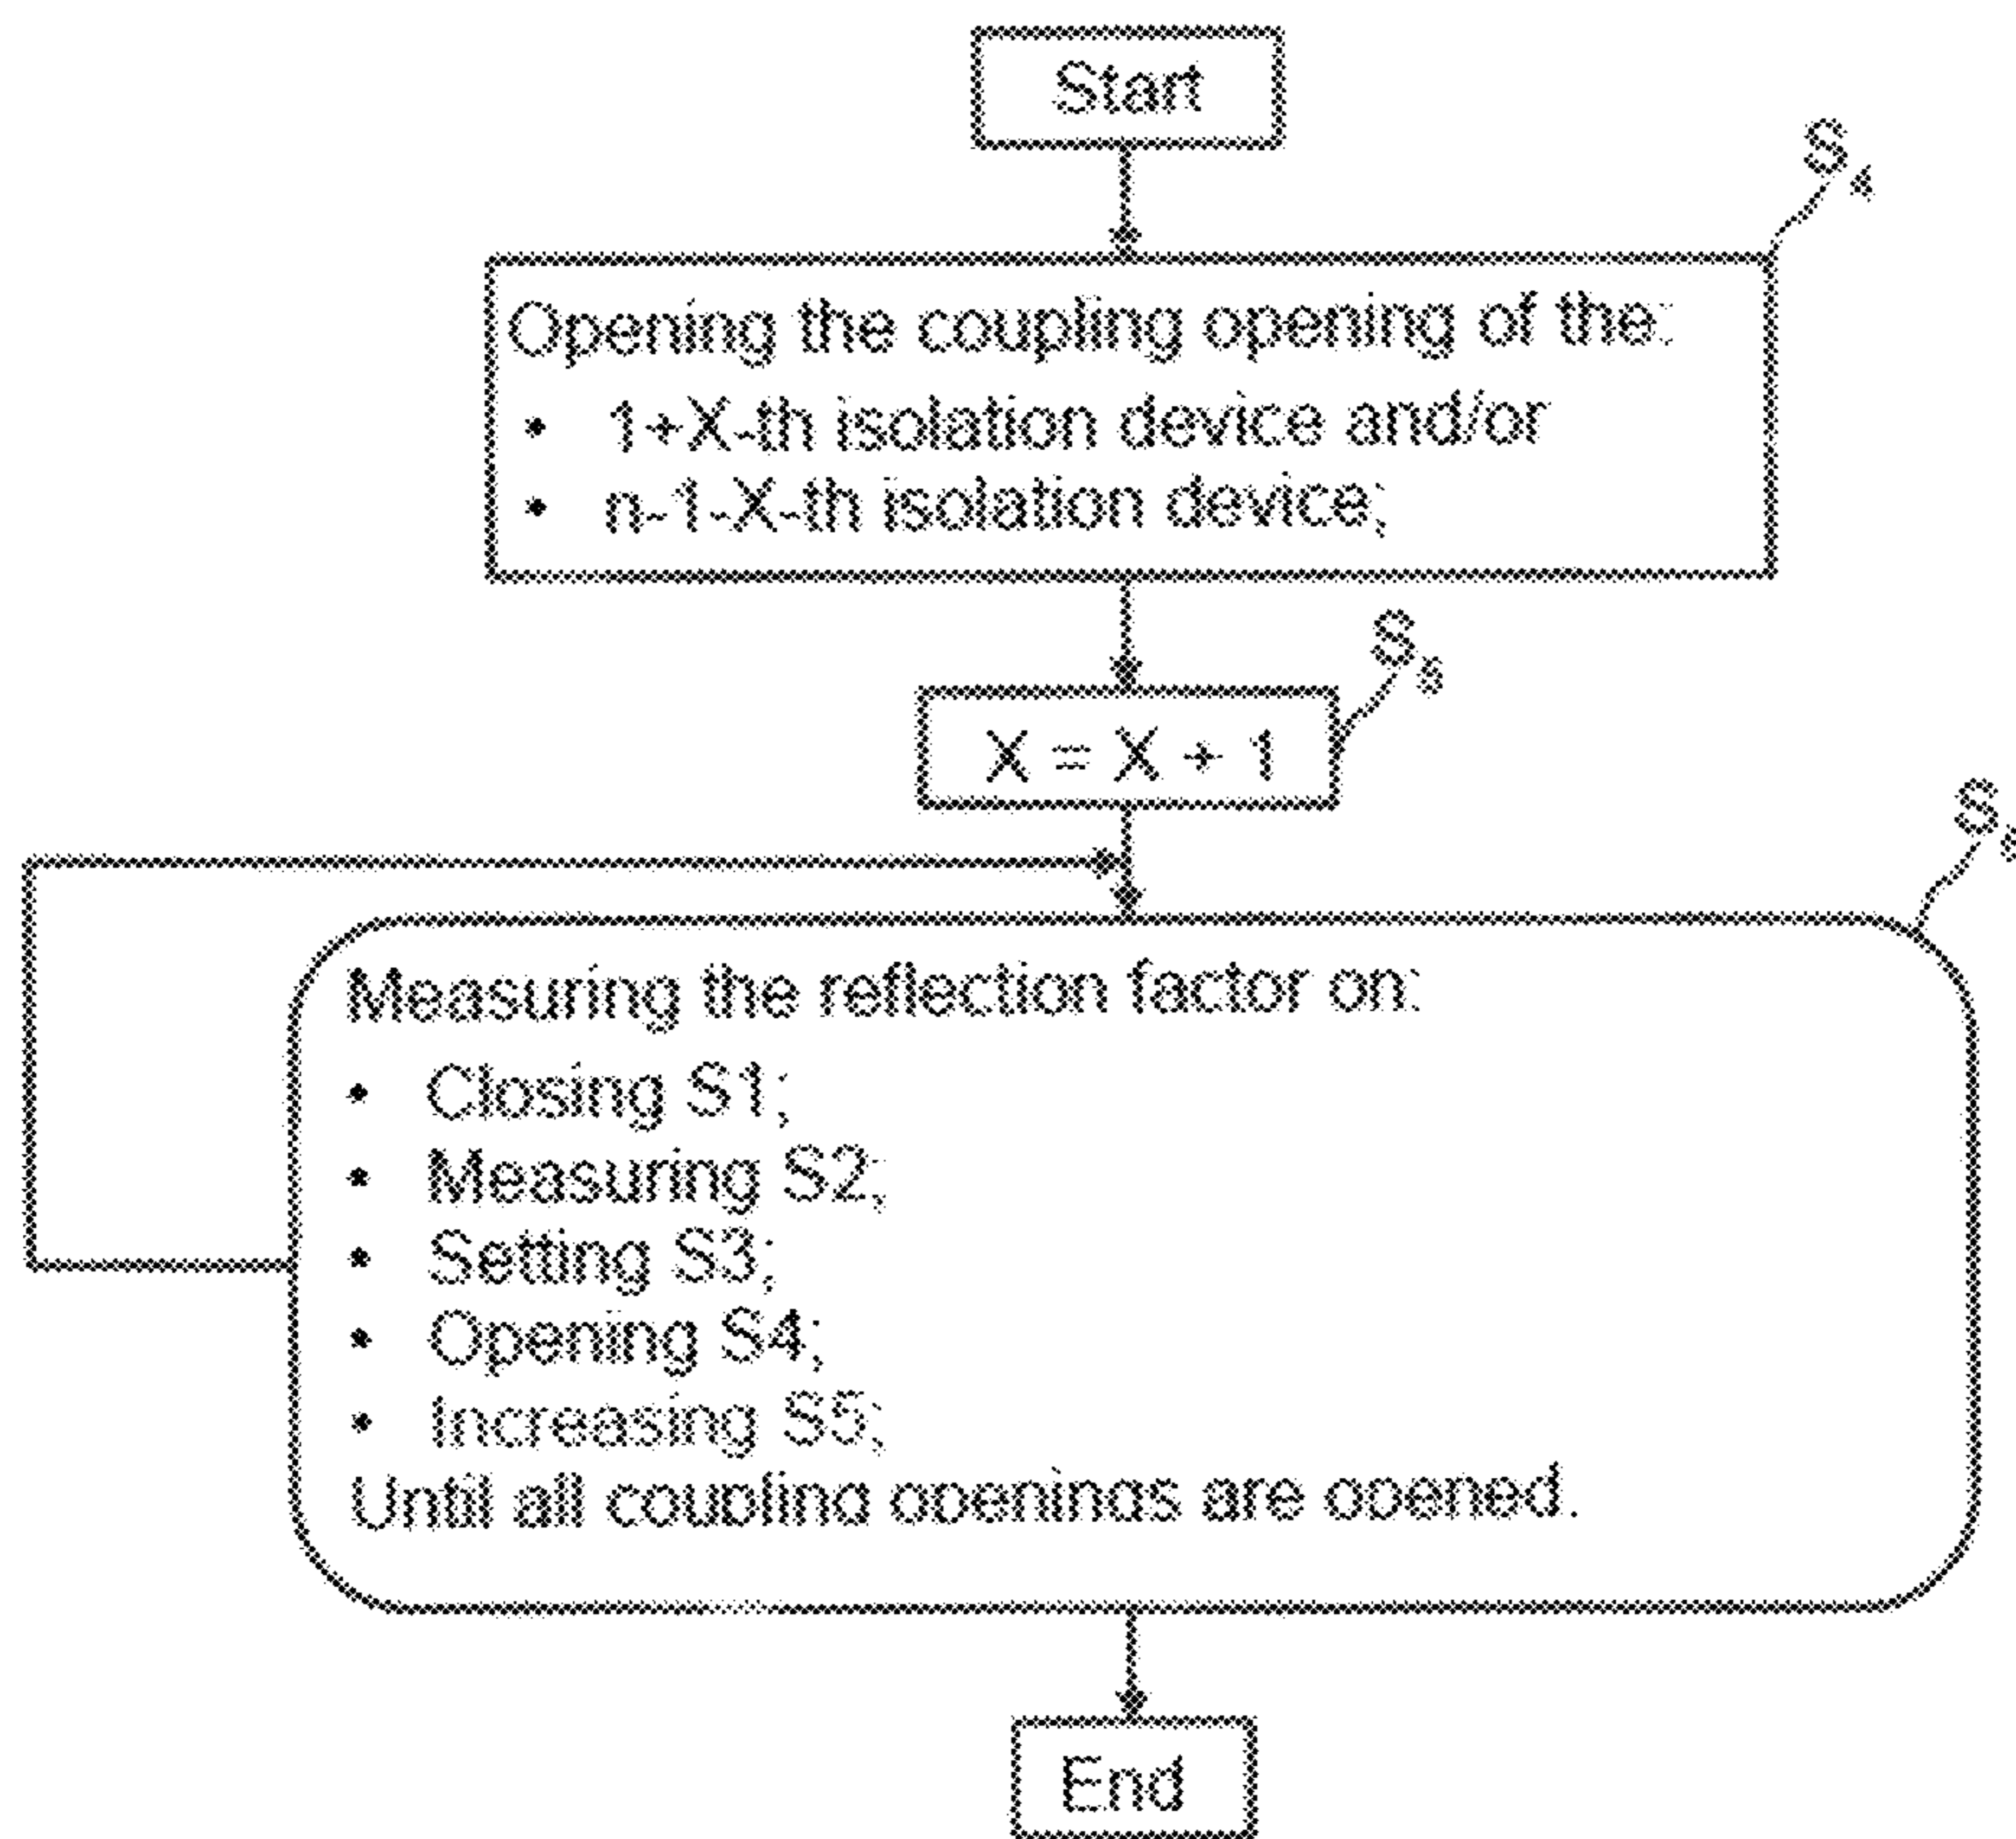 Start
S4
Opening the coupling opening of the:
• 1+X-th isolation device and/or
• n-1-X-th isolation device;
S5
X = X + 1
S
Measuring the reflection factor on:
• Closing S1;
• Measuring S2;
• Setting S3;
• Opening S4;
• Increasing S5;
Until all coupling openings are opened.
End